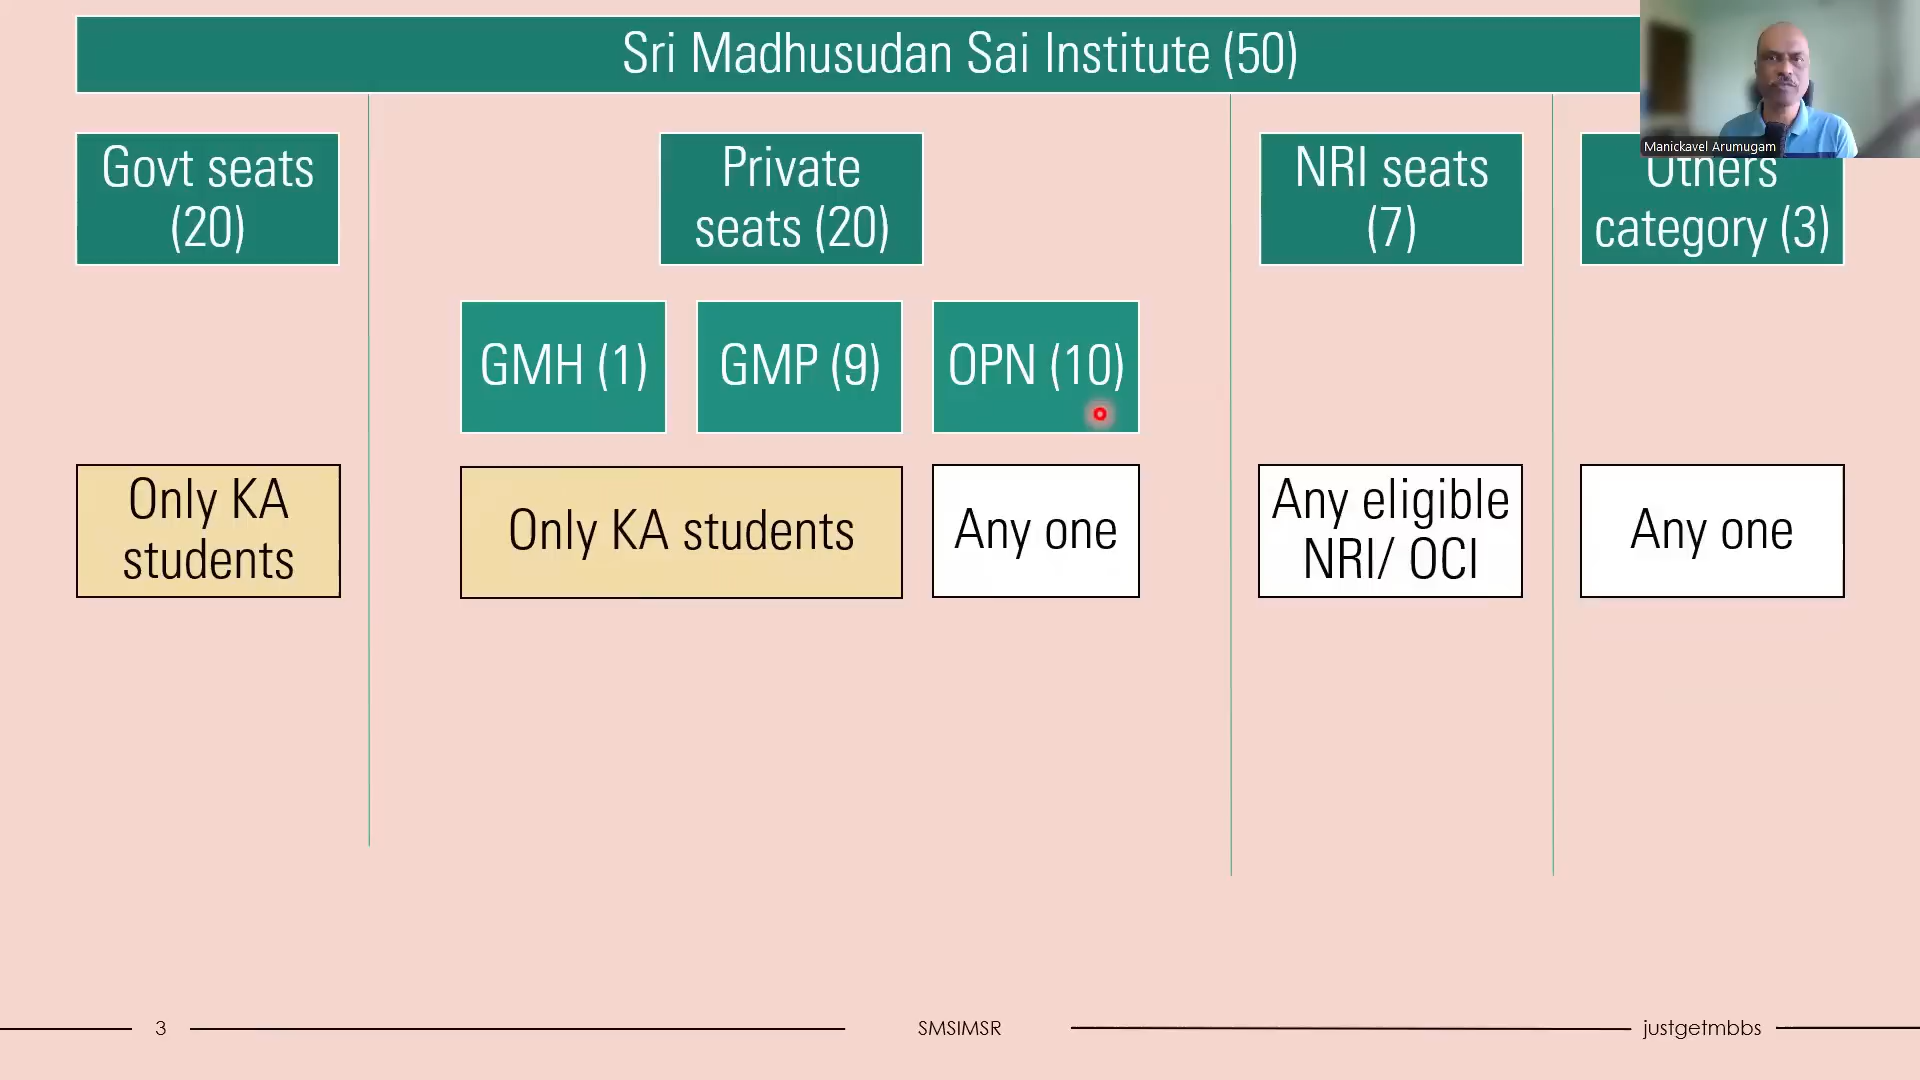 Sri Madhusudan Sai Institute (50)
Manickavel Arumugam
Govt seats
(20)
Private
seats (20)
NRI seats
(7)
Others
category (3)
GMH (1)
GMP (9)
OPN (10)
Only KA
students
Only KA students
Any one
Any eligible
NRI/ OCI
Any one
3
SMSIMSR
justgetmbbs